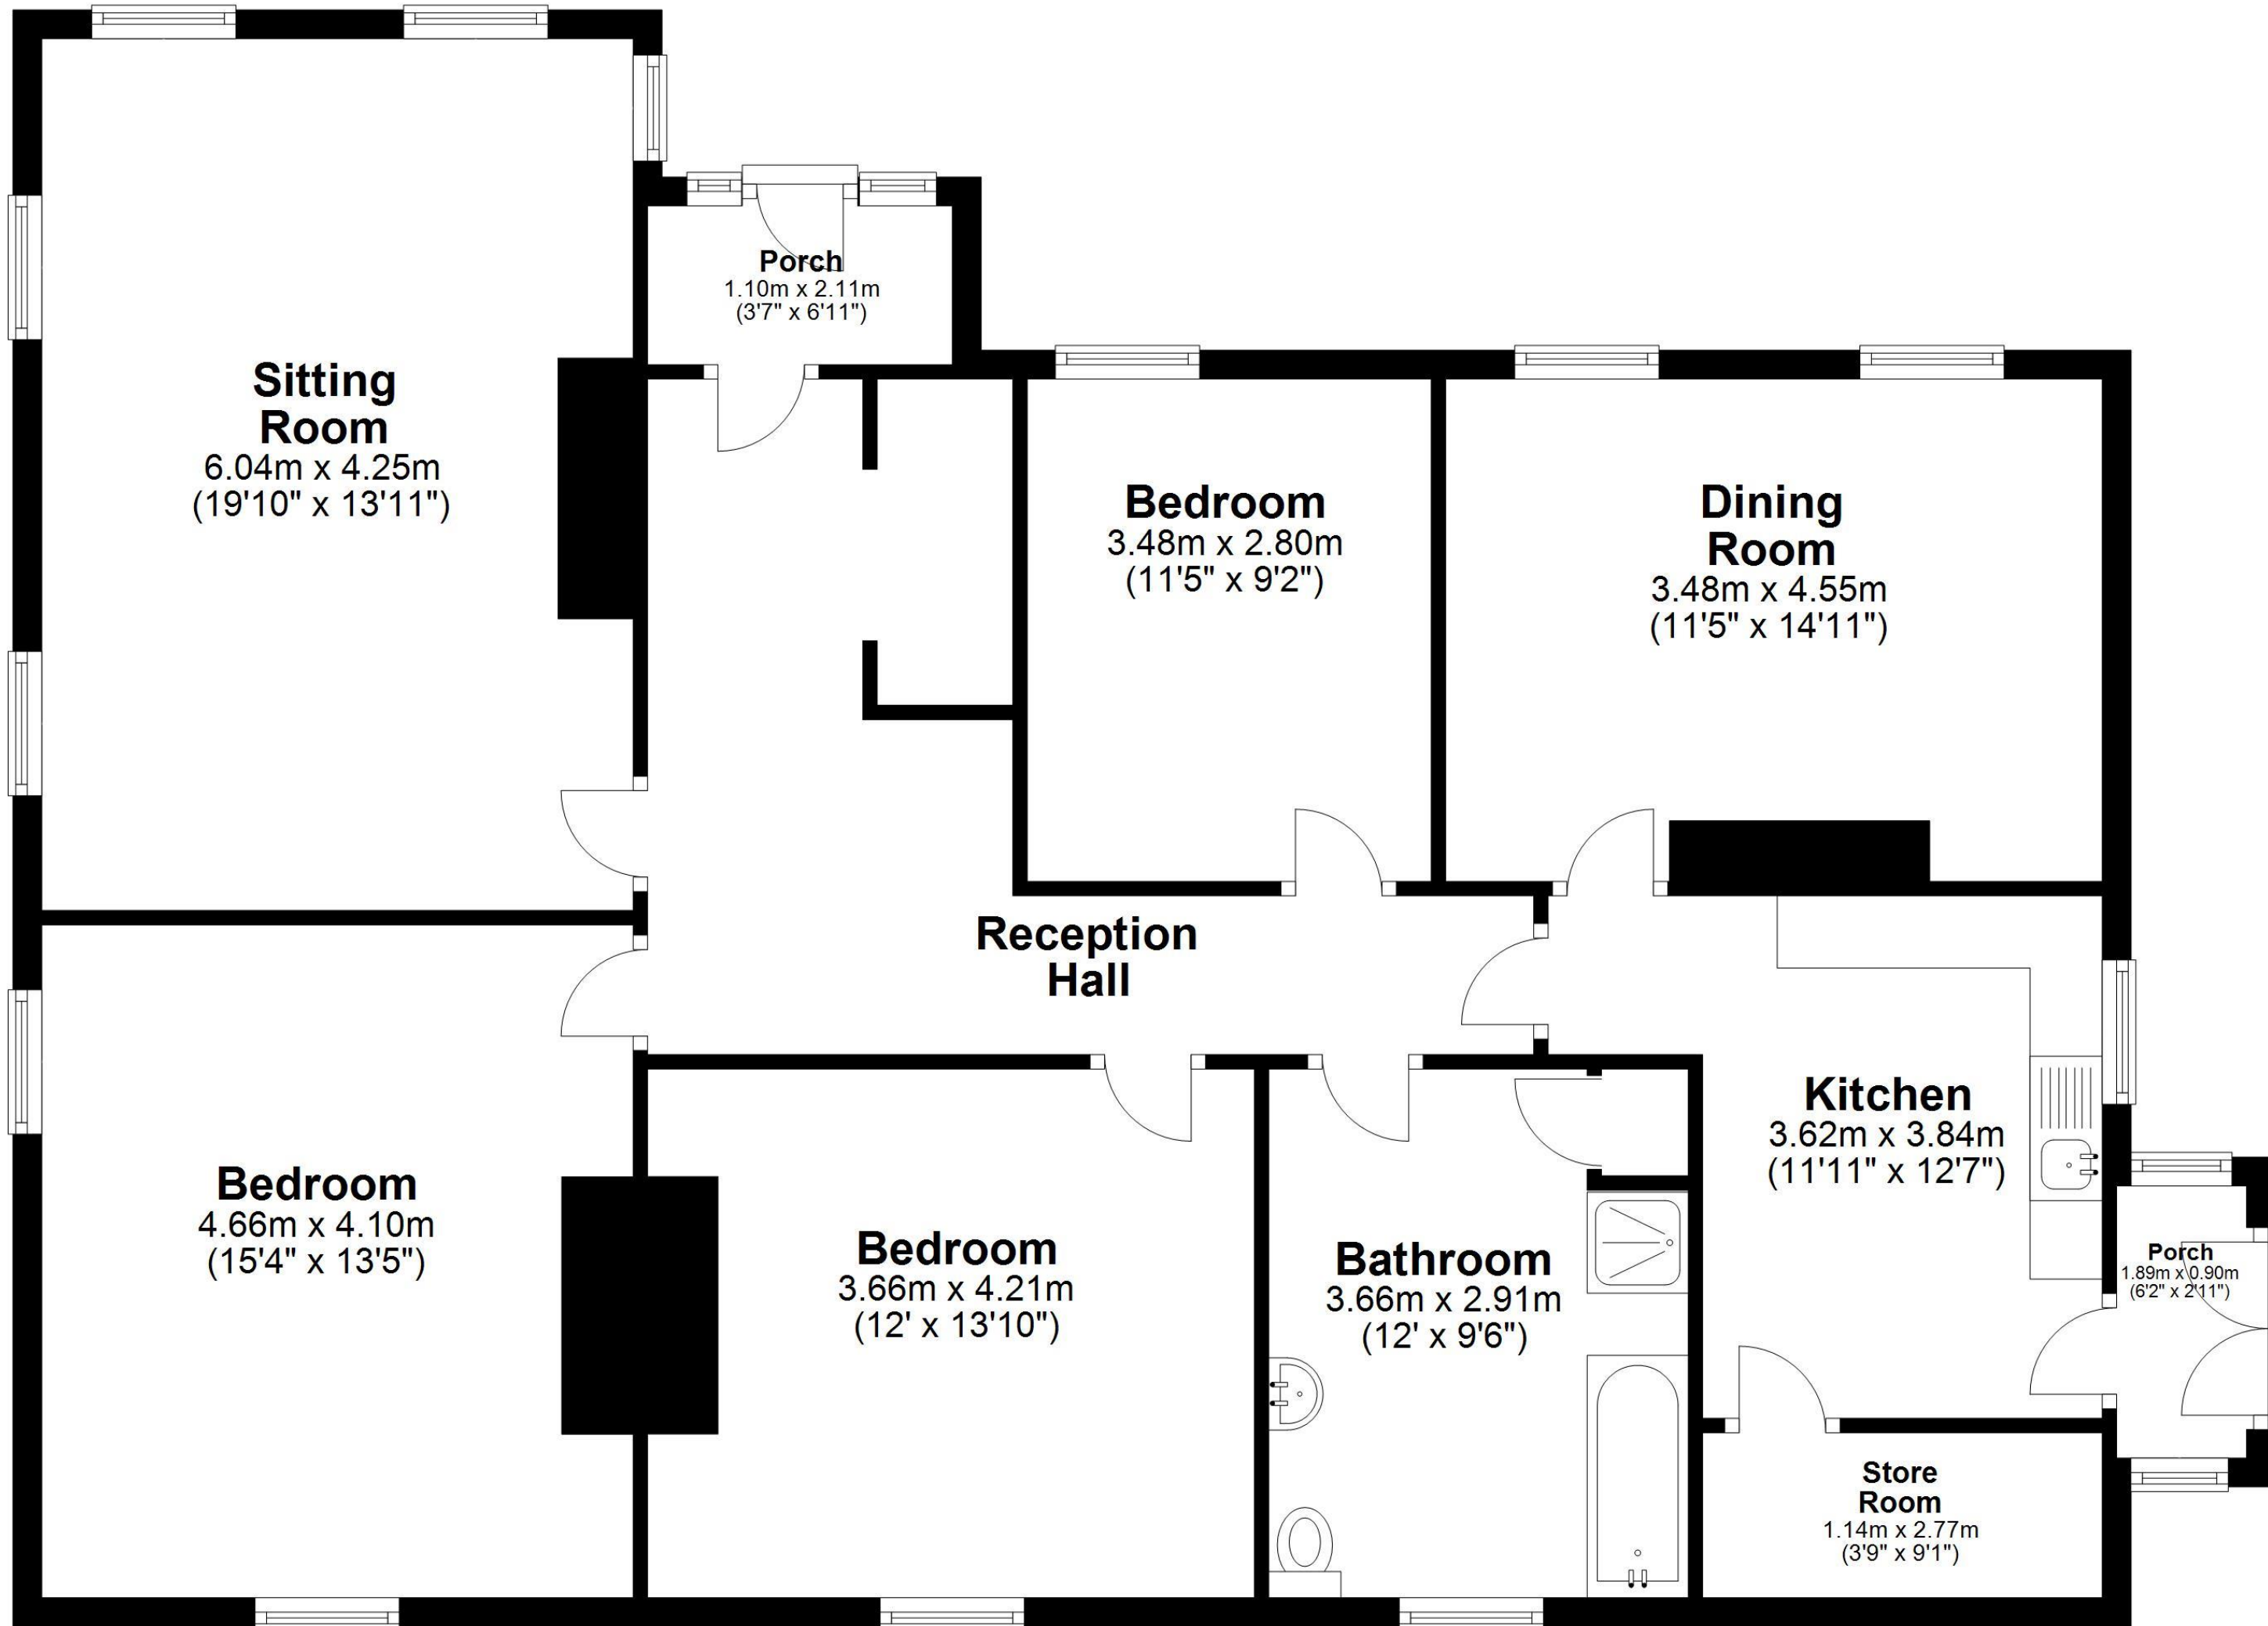 Porch
1.10m x 2.11m
(3'7" x 6'11")
Sitting
Room
6.04m x 4.25m
(19'10" x 13'11")
Bedroom
3.48m x 2.80m
(11'5" x 9'2")
Dining
Room
3.48m x 4.55m
(11'5" x 14'11")
Reception
Hall
Kitchen
3.62m x 3.84m
(11'11" x 12'7")
Bedroom
4.66m x 4.10m
(15'4" x 13'5")
Bedroom
3.66m x 4.21m
(12' x 13'10")
Bathroom
3.66m x 2.91m
(12' x 9'6")
Porch
1.89m x 0.90m
(6'2" x 2'11")
Store
Room
1.14m x 2.77m
(3'9" x 9'1")